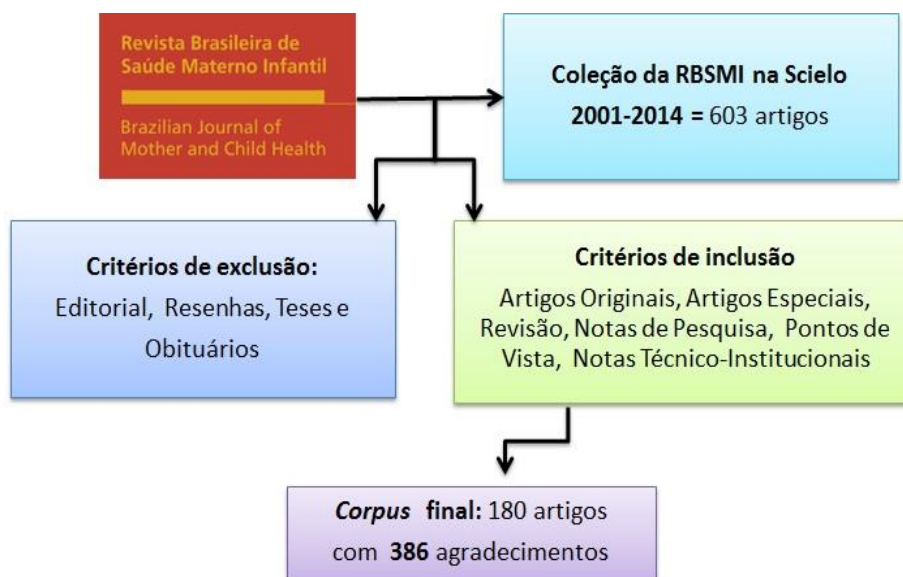 Revista Brasileira de
Saúde Materno Infantil
Brazilian Journal of
Mother and Child Health
Coleção da RBSMI na Scielo
2001-2014 = 603 artigos
Critérios de exclusão:
Editorial, Resenhas, Teses e
Obituários
Critérios de inclusão
Artigos Originais, Artigos Especiais,
Revisão, Notas de Pesquisa, Pontos de
Vista, Notas Técnico-Institucionais
Corpus final: 180 artigos
com 386 agradecimentos